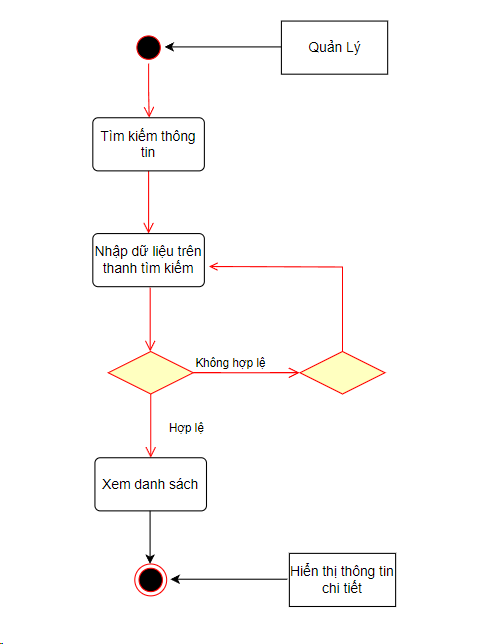 Quản Lý
Tìm kiếm thông
tin
Nhập dữ liệu trên
thanh tìm kiếm
Không hợp lệ
Hợp lệ
Xem danh sách
Hiển thị thông tin
chi tiết